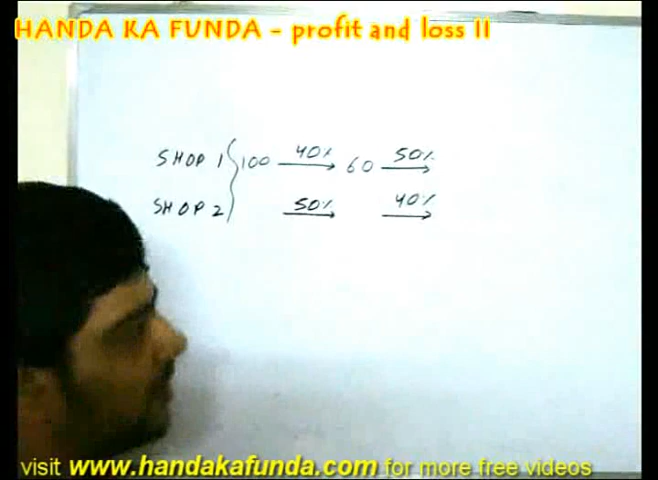 HANDA KA FUNDA - profit and loss II
SHOP 1 100 40% 60 50%
SHOP 2 50% 40%
visit www.handakafunda.com for more free videos